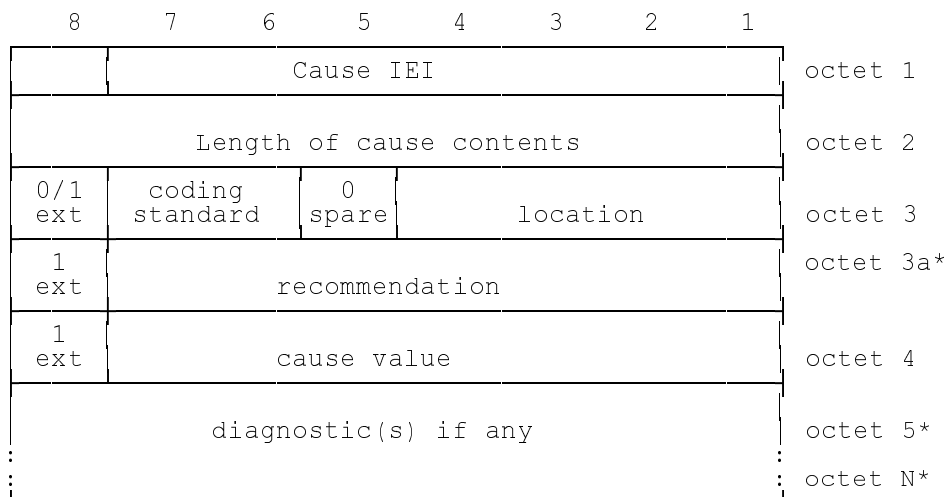 8 7 6 5 4 3 2 1
Cause IEI octet 1
Length of cause contents octet 2
0/1 coding 0
ext standard spare location octet 3
1 octet 3a*
ext recommendation
1
ext cause value octet 4
diagnostic(s) if any octet 5*
: :
: : octet N*